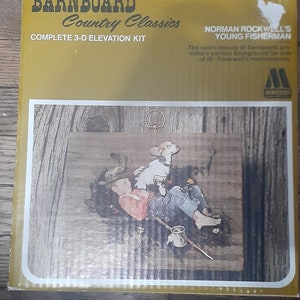 BARNBOARD
Country Classics
COMPLETE 3-D ELEVATION KIT
NORMAN ROCKWELL'S
YOUNG FISHERMAN
The rustic beauty of barnboard pro-
vides a perfect background for one
of Mr. Rockwell's masterpieces